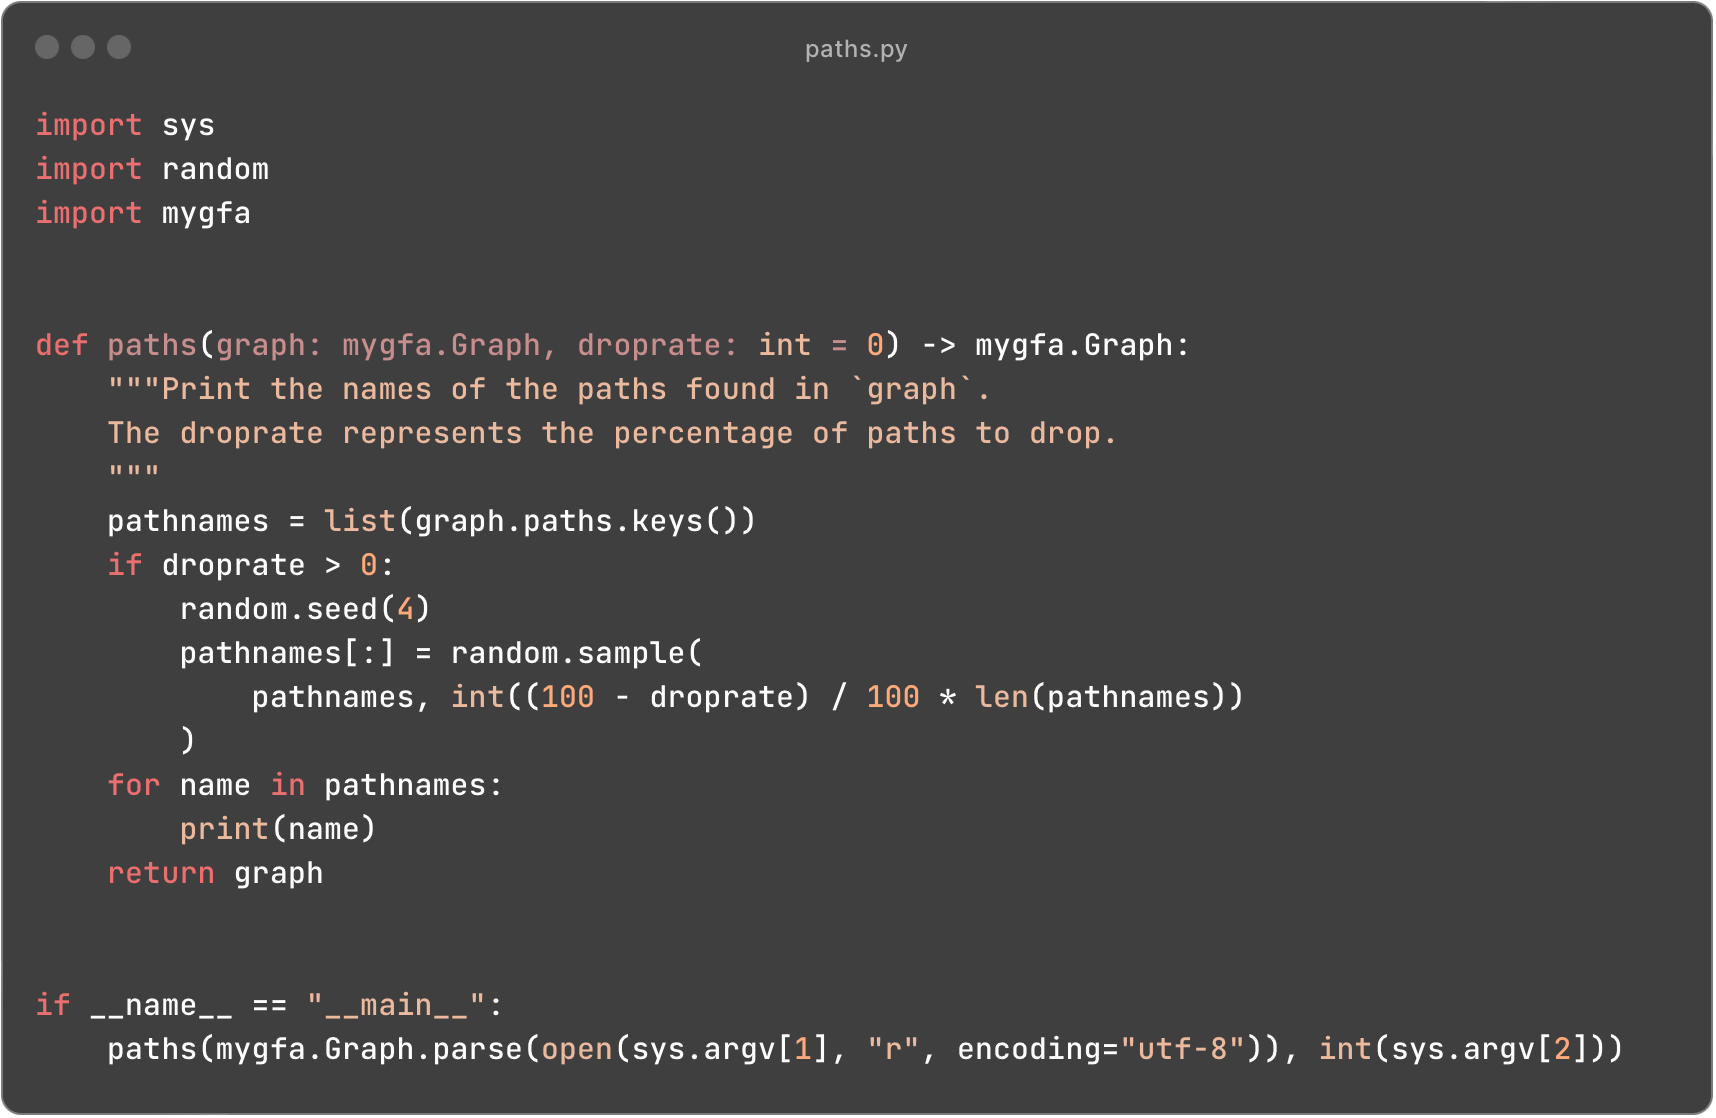 paths.py
import sys
import random
import mygfa
def paths(graph: mygfa.Graph, droprate: int = 0) -> mygfa.Graph:
    """Print the names of the paths found in `graph`.
    The droprate represents the percentage of paths to drop.
    """
    pathnames = list(graph.paths.keys())
    if droprate > 0:
        random.seed(4)
        pathnames[:] = random.sample(
            pathnames, int((100 - droprate) / 100 * len(pathnames))
        )
    for name in pathnames:
        print(name)
    return graph
if __name__ == "__main__":
    paths(mygfa.Graph.parse(open(sys.argv[1], "r", encoding="utf-8")), int(sys.argv[2]))